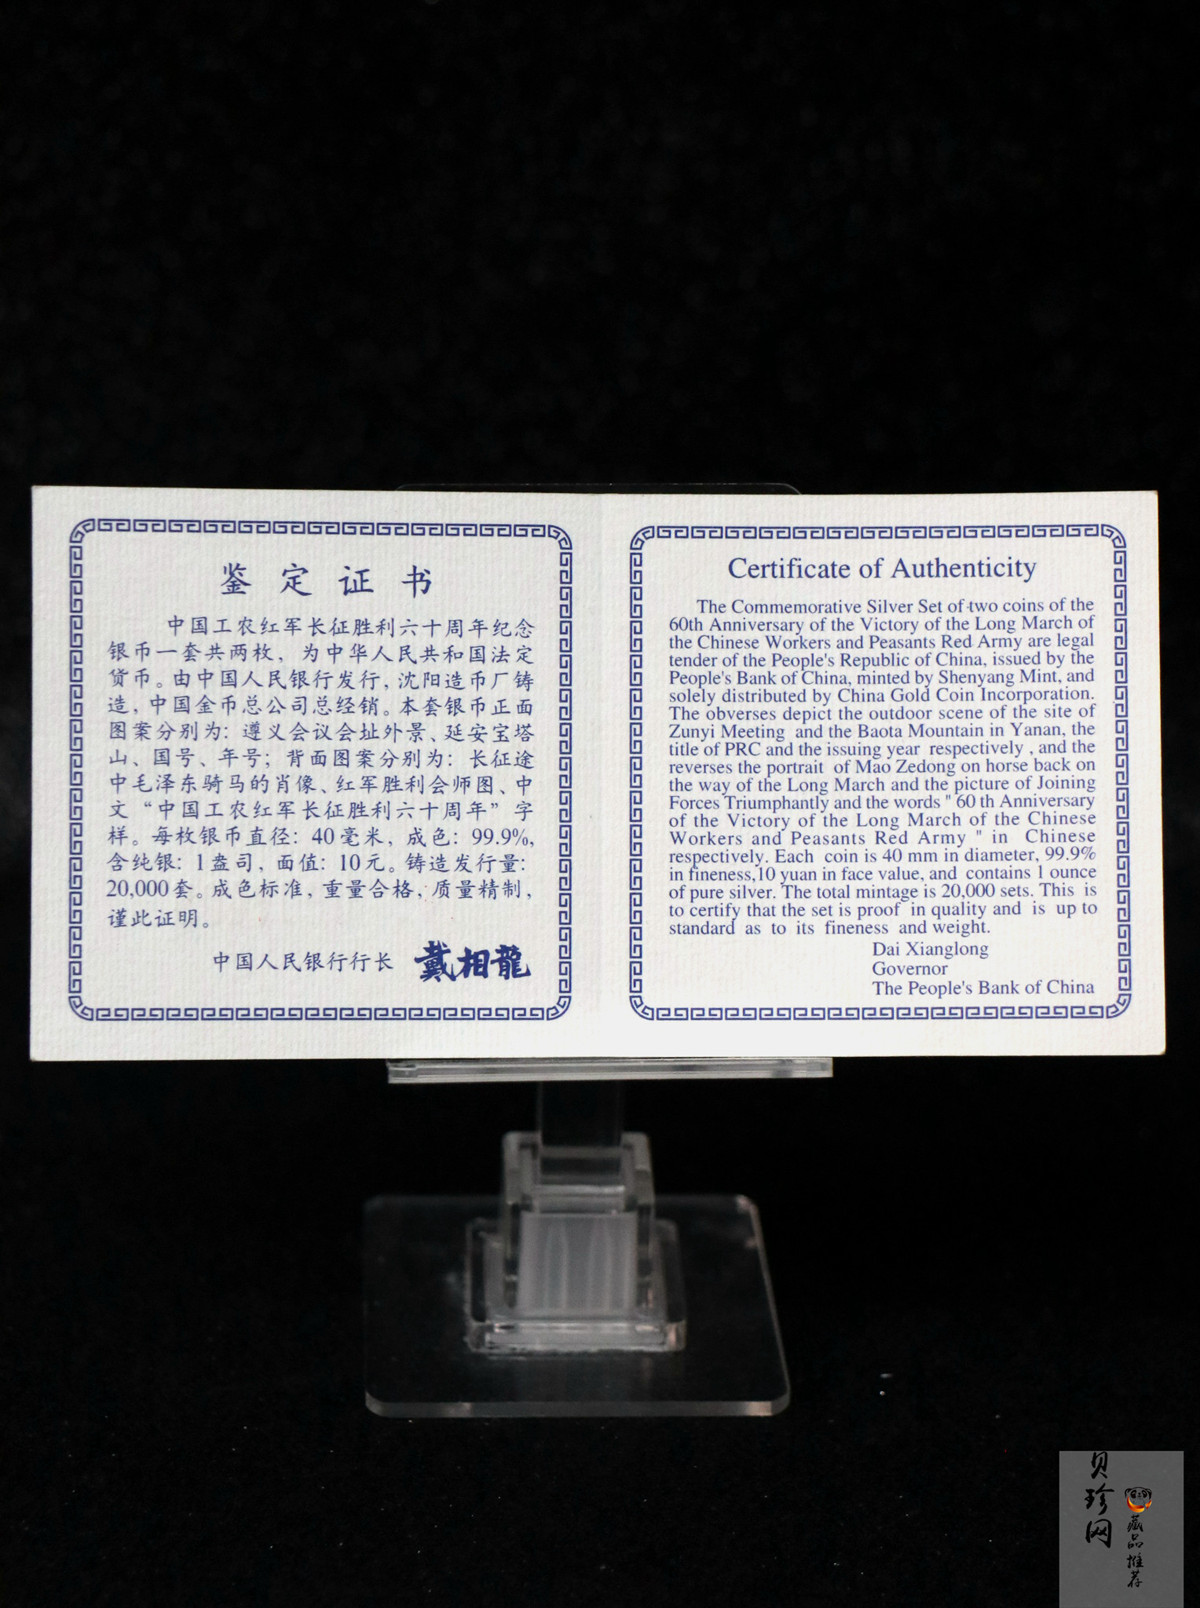 鉴定证书
中国工农红军长征胜利六十周年纪念
银币一套共两枚，为中华人民共和国法定
货币。由中国人民银行发行，沈阳造币厂铸
造，中国金币总公司总经销。本套银币正面
图案分别为：遵义会议会址外景、延安宝塔
山、国号、年号；背面图案分别为：长征途
中毛泽东骑马的肖像、红军胜利会师图、中
文“中国工农红军长征胜利六十周年”字
样。每枚银币直径：40毫米，成色：99.9%，
含纯银：1盎司，面值：10元。铸造发行量：
20,000套。成色标准，重量合格，质量精制，
谨此证明。
中国人民银行行长 戴相龍
Certificate of Authenticity
The Commemorative Silver Set of two coins of the
60th Anniversary of the Victory of the Long March of
the Chinese Workers and Peasants Red Army are legal
tender of the People's Republic of China, issued by the
People's Bank of China, minted by Shenyang Mint, and
solely distributed by China Gold Coin Incorporation.
The obverses depict the outdoor scene of the site of
Zunyi Meeting and the Baota Mountain in Yanan, the
title of PRC and the issuing year respectively , and the
reverses the portrait of Mao Zedong on horse back on
the way of the Long March and the picture of Joining
Forces Triumphantly and the words " 60 th Anniversary
of the Victory of the Long March of the Chinese
Workers and Peasants Red Army " in Chinese
respectively. Each coin is 40 mm in diameter, 99.9%
in fineness,10 yuan in face value, and contains 1 ounce
of pure silver. The total mintage is 20,000 sets. This is
to certify that the set is proof in quality and is up to
standard as to its fineness and weight.
Dai Xianglong
Governor
The People's Bank of China
贝珍网
藏品推荐